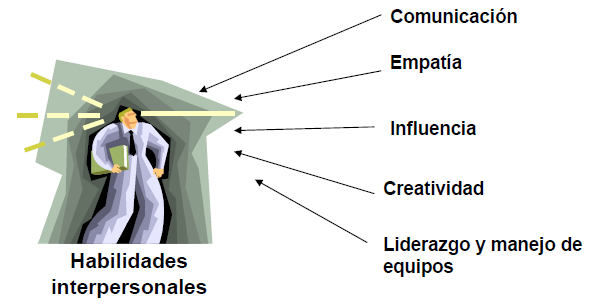 Comunicación
Empatía
Influencia
Creatividad
Liderazgo y manejo de
equipos
Habilidades
interpersonales